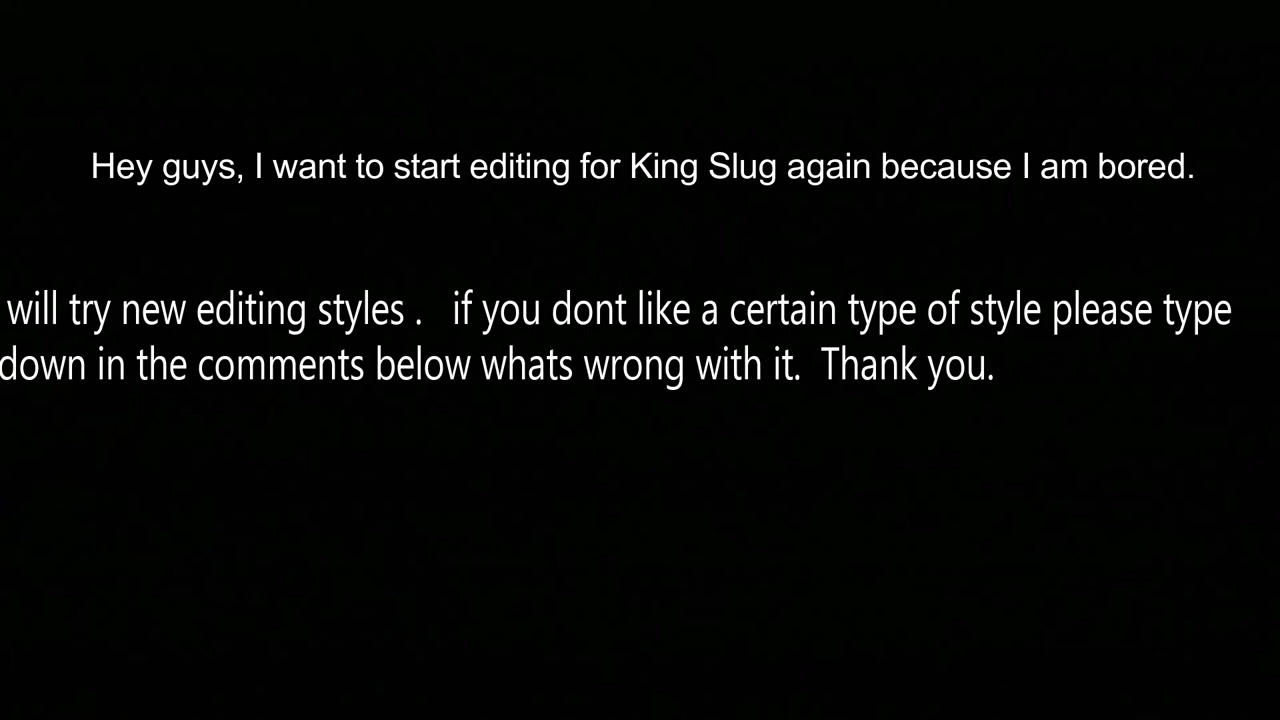 Hey guys, I want to start editing for King Slug again because I am bored.
will try new editing styles .   if you dont like a certain type of style please type
down in the comments below whats wrong with it.  Thank you.